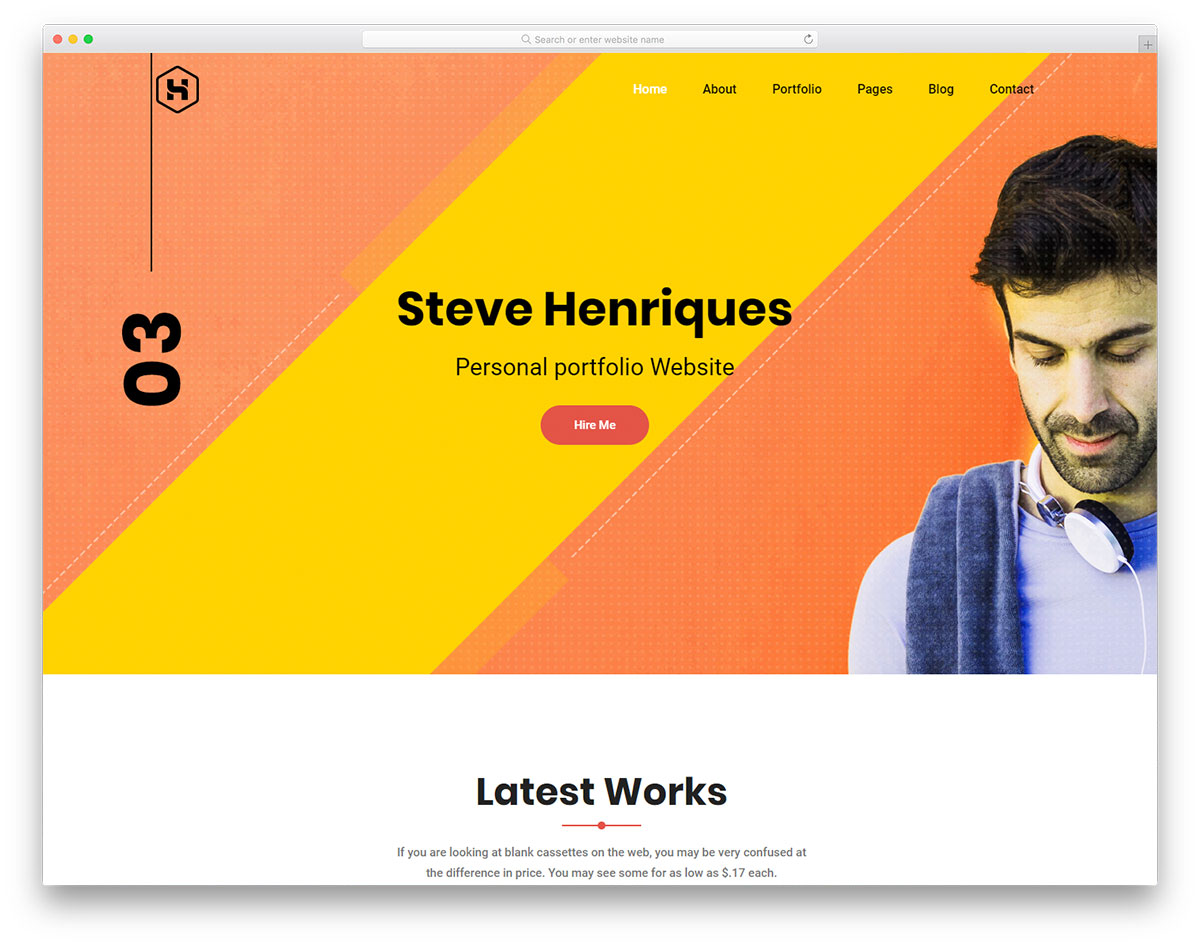 Search or enter website name
H
Home About Portfolio Pages Blog Contact
03
Steve Henriques
Personal portfolio Website
Hire Me
Latest Works
If you are looking at blank cassettes on the web, you may be very confused at
the difference in price. You may see some for as low as $.17 each.